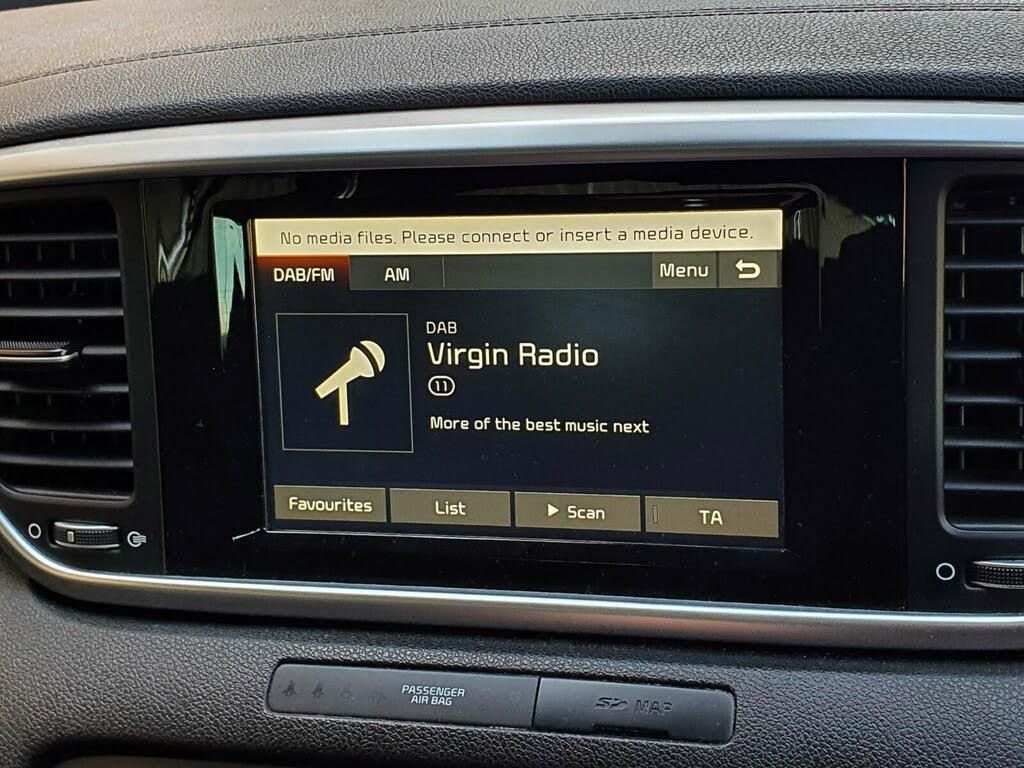 No media files. Please connect or insert a media device.
DAB/FM AM Menu
DAB
Virgin Radio
11
More of the best music next
Favourites List Scan TA
PASSENGER
AIR BAG
SD MAP